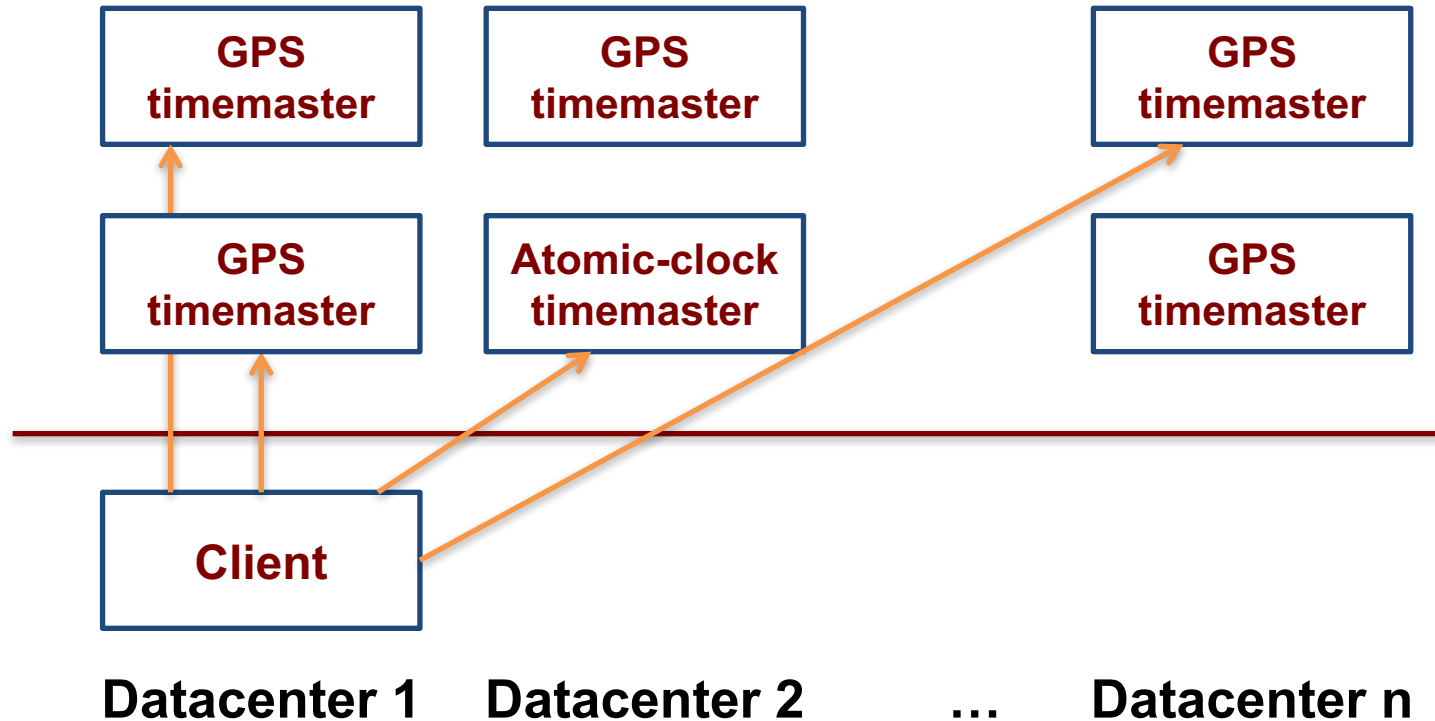 GPS
timemaster
GPS
timemaster
GPS
timemaster
GPS
timemaster
Atomic-clock
timemaster
GPS
timemaster
Client
Datacenter 1 Datacenter 2 … Datacenter n